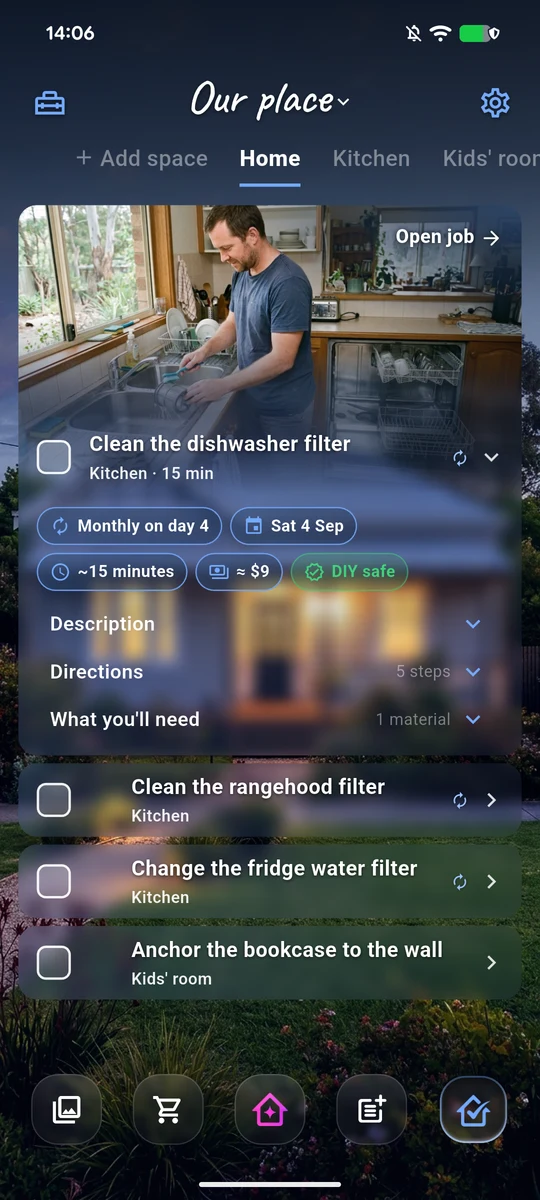 14:06
Our place
+ Add space Home Kitchen Kids' roor
Open job →
Clean the dishwasher filter
Kitchen · 15 min
Monthly on day 4 Sat 4 Sep
~15 minutes ≈ $9 DIY safe
Description
Directions 5 steps
What you'll need 1 material
Clean the rangehood filter
Kitchen
Change the fridge water filter
Kitchen
Anchor the bookcase to the wall
Kids' room